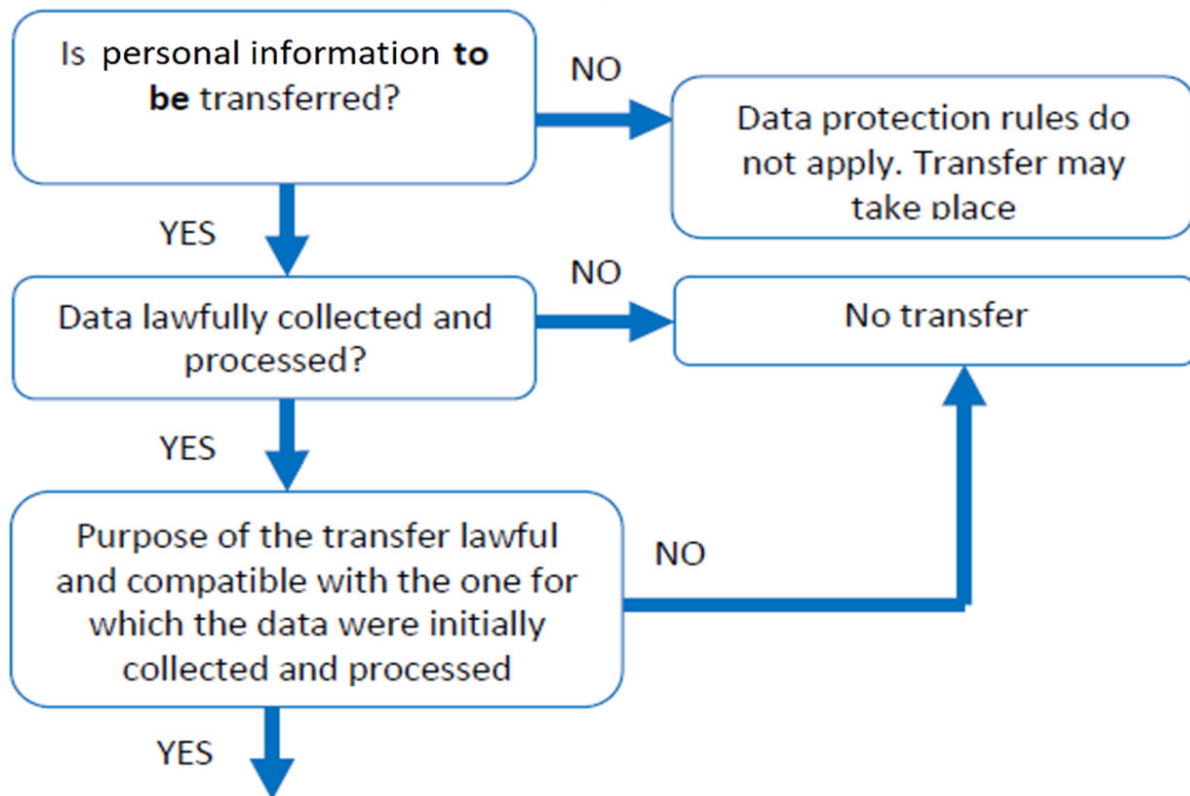 Is personal information to
be transferred?
NO
Data protection rules do
not apply. Transfer may
take place
YES
NO
Data lawfully collected and
processed?
No transfer
YES
Purpose of the transfer lawful
and compatible with the one for
which the data were initially
collected and processed
NO
YES